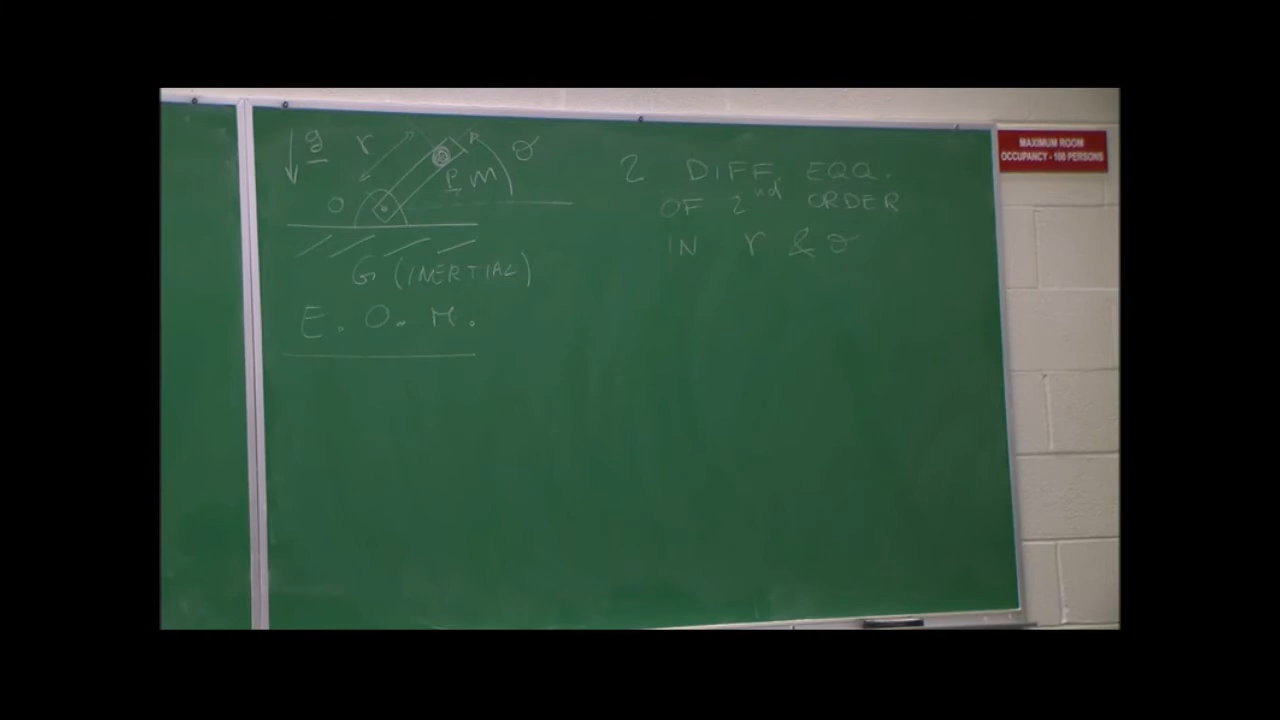 g r θ
O P m
G (INERTIAL)
E. O. M.
2 DIFF. EQQ.
OF 2nd ORDER
IN r & θ
MAXIMUM ROOM
OCCUPANCY - 100 PERSONS